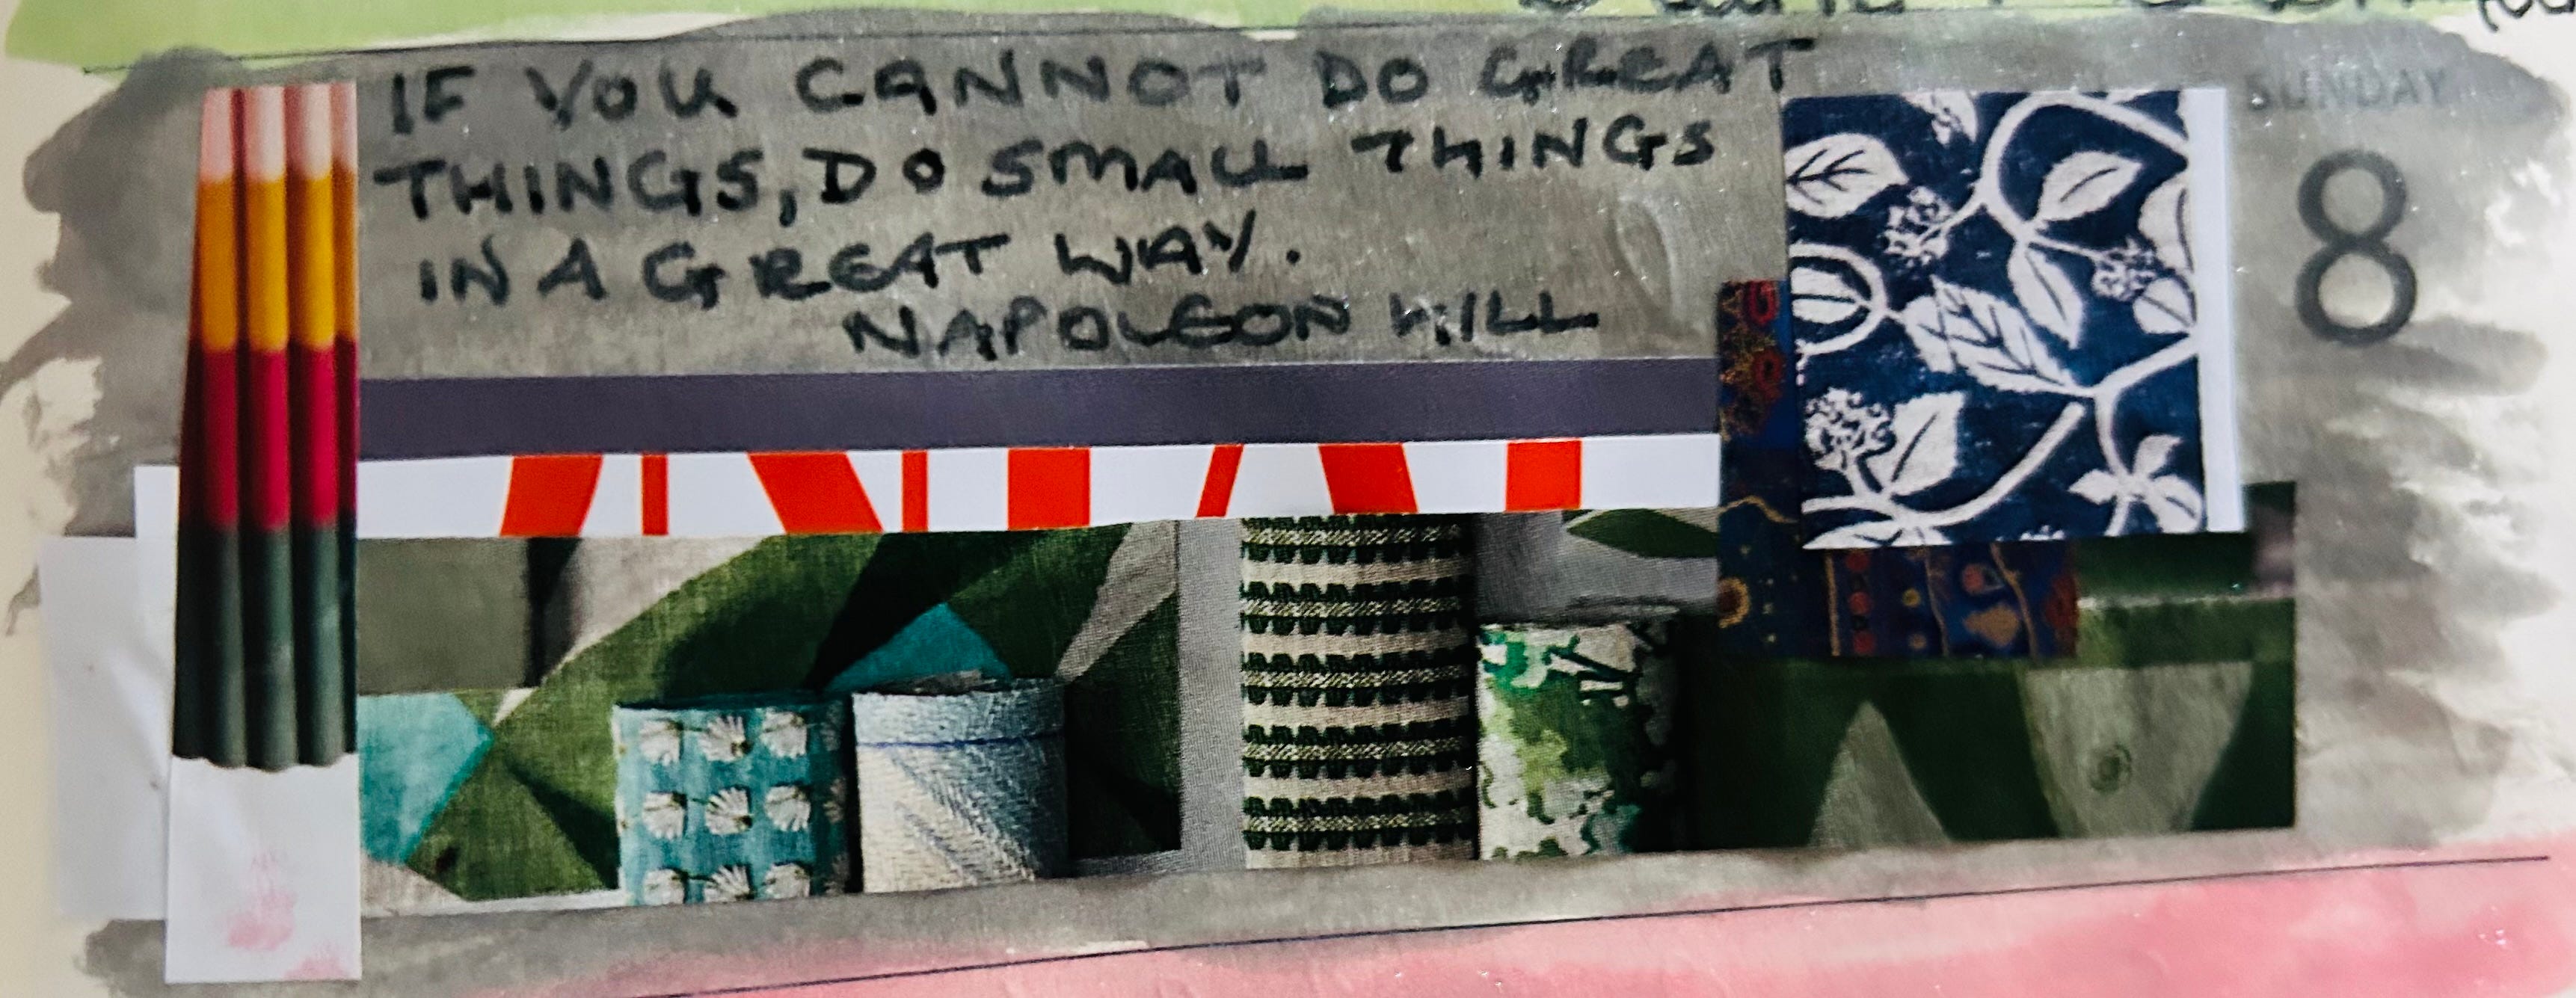 IF YOU CANNOT DO GREAT
THINGS, DO SMALL THINGS
IN A GREAT WAY.
NAPOLEON HILL
SUNDAY
8